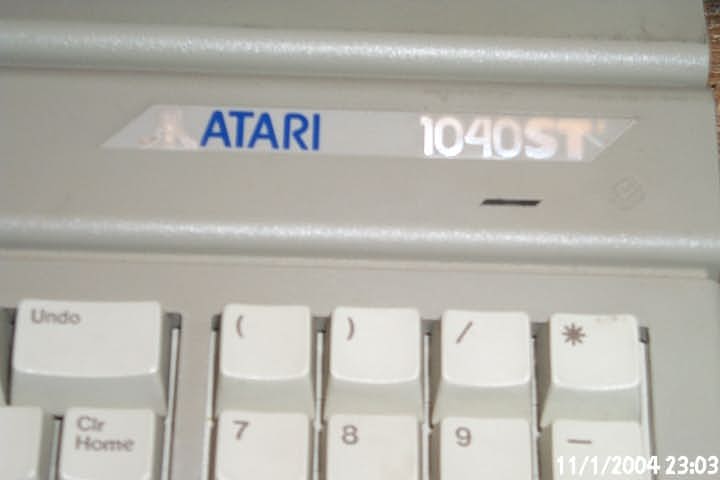 ATARI 1040STᶠ
Undo ( ) / *
Clr Home 7 8 9 -
11/1/2004 23:03